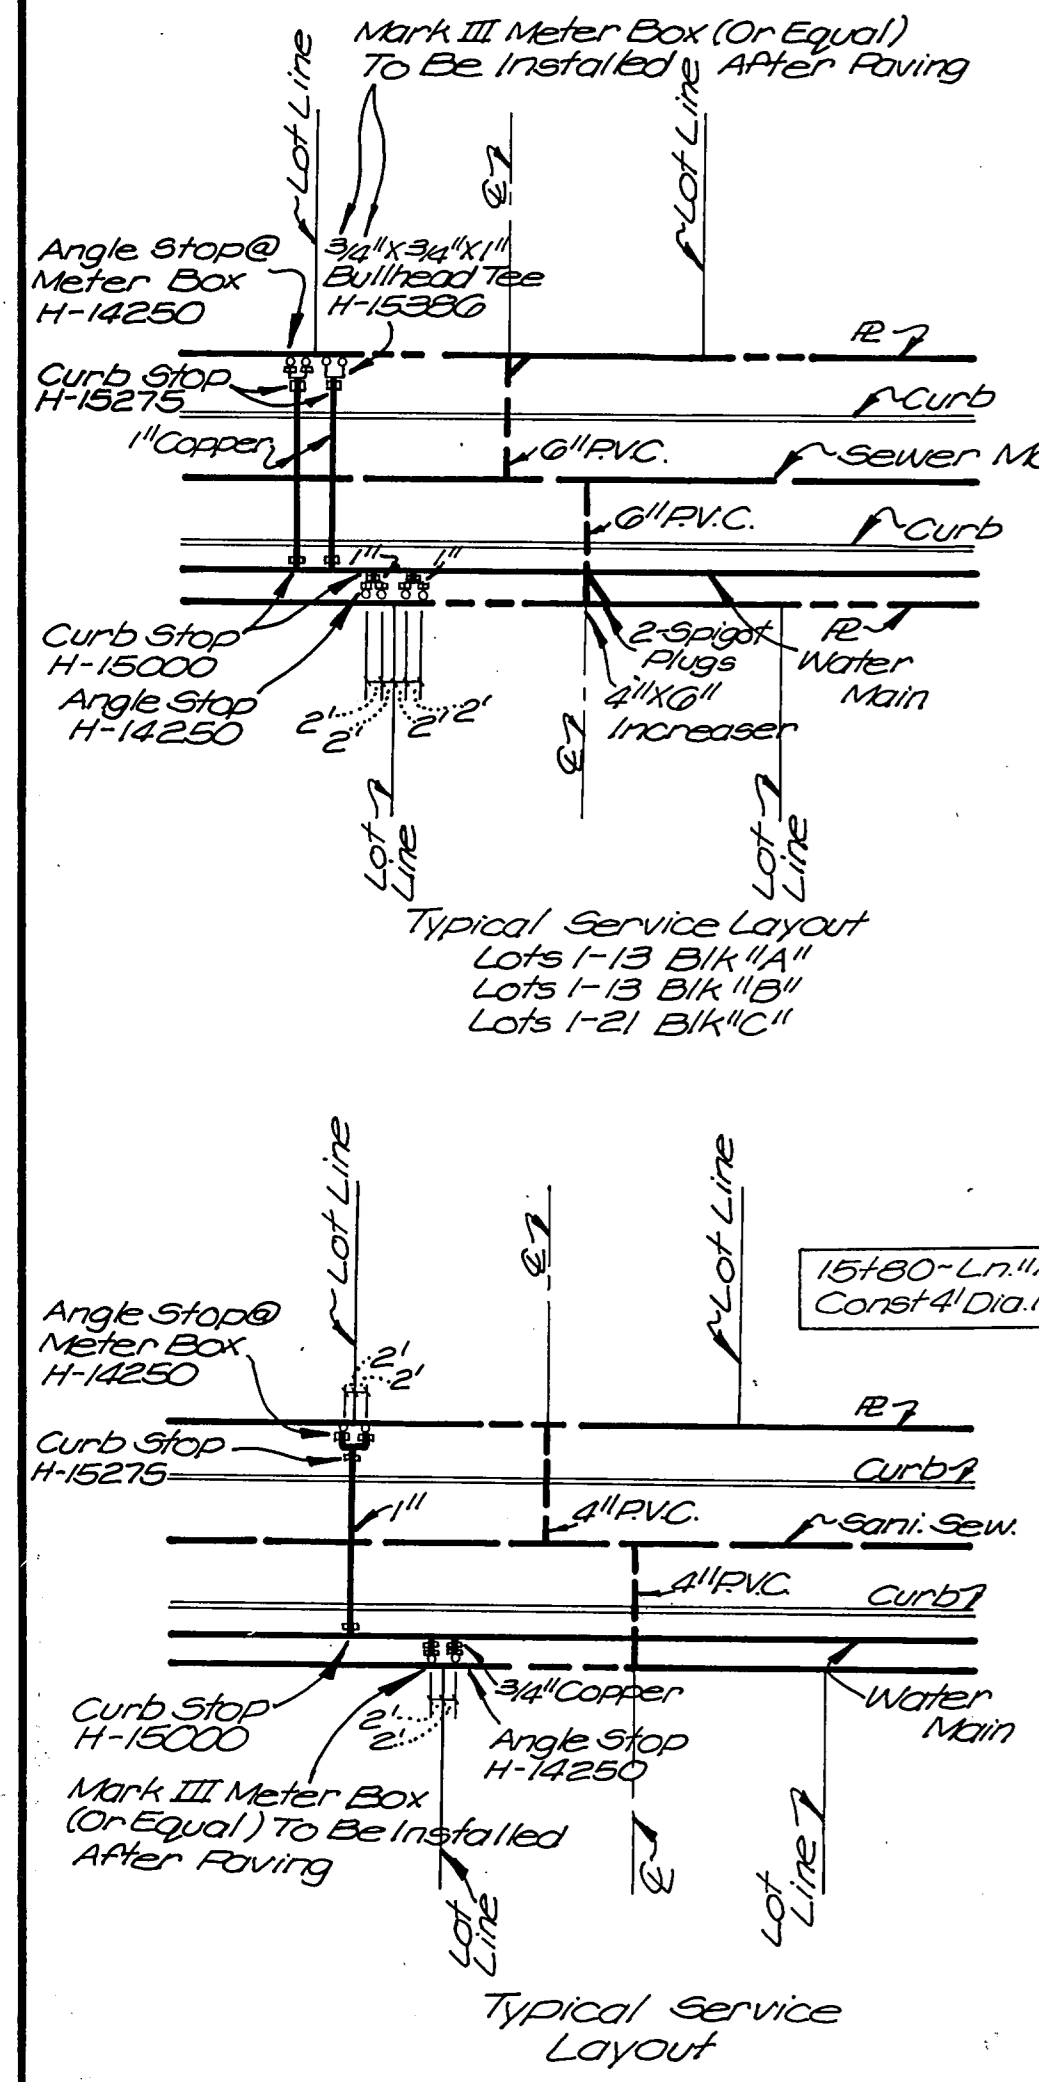 Mark III Meter Box (Or Equal)
To Be Installed After Paving
Lot Line
℄
Lot Line
Angle Stop@
Meter Box
H-14250
3/4"X3/4"X1"
Bullhead Tee
H-15386
℄
Curb Stop
H-15275
Curb
1" Copper
6" P.V.C.
Sewer
6" P.V.C.
Curb
1"
1"
Curb Stop
H-15000
2-Spigot
Plugs
℄
Water
Main
Angle Stop
H-14250
4"X6"
Increaser
2'
2'
2'
2'
℄
Lot
Line
Lot
Line
Typical Service Layout
Lots 1-13 Blk "A"
Lots 1-13 Blk "B"
Lots 1-21 Blk "C"
Lot Line
℄
Lot Line
15+80~Ln."
Const 4' Dia.
Angle Stop@
Meter Box
H-14250
2'
2'
Curb Stop
H-15275
Curb
1"
4" P.V.C.
Sani. Sew.
4" P.V.C.
Curb
3/4" Copper
Curb Stop
H-15000
2'
2'
Angle Stop
H-14250
Water
Main
Mark III Meter Box
(Or Equal) To Be Installed
After Paving
℄
Lot
Line
Lot
Line
Typical Service
Layout